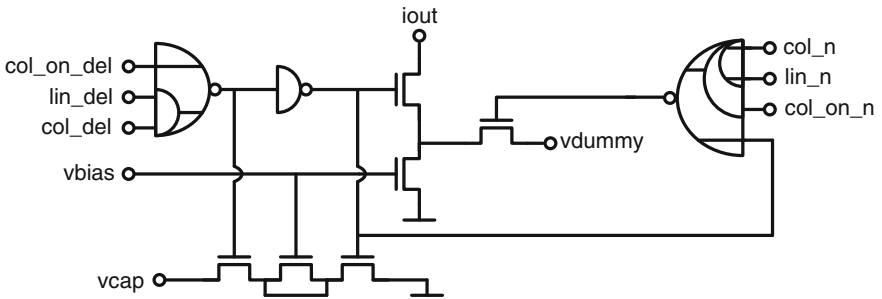 iout
col_on_del
lin_del
col_del
vbias
vcap
vdummy
col_n
lin_n
col_on_n